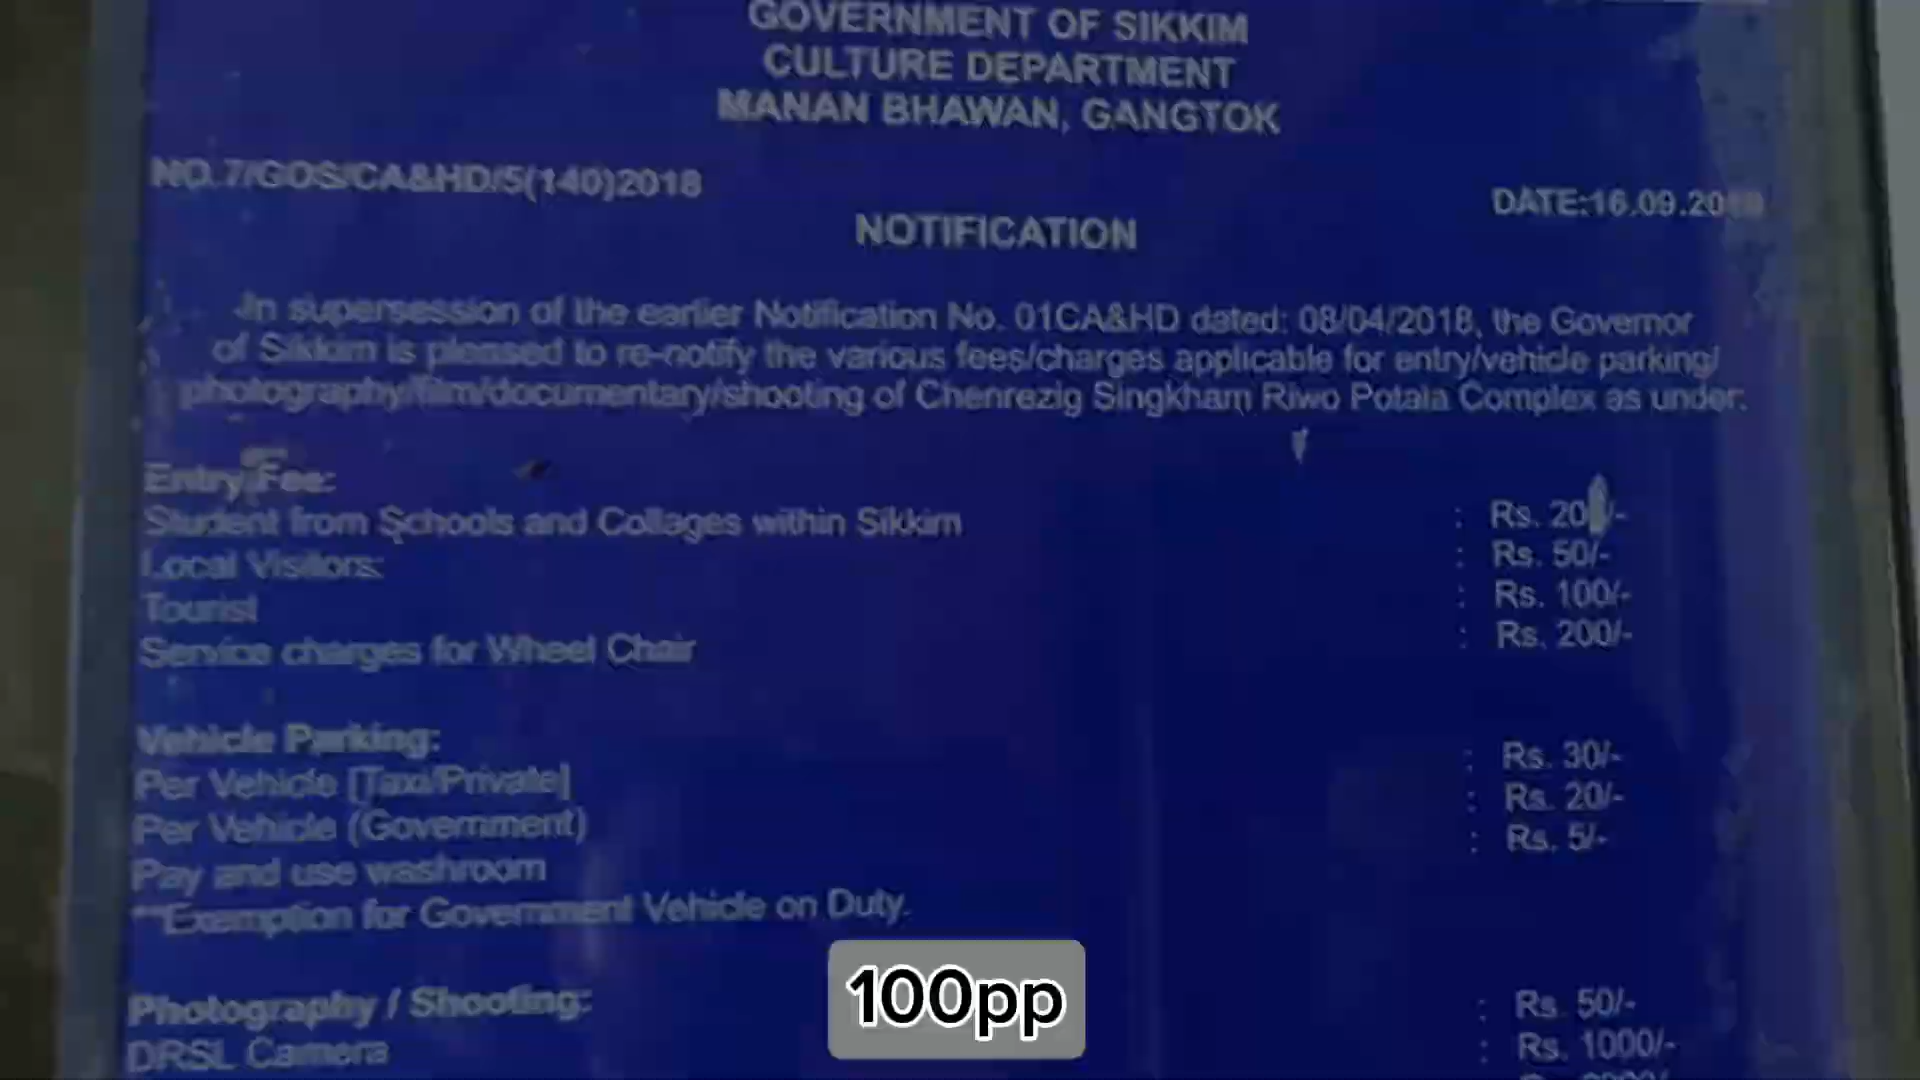 GOVERNMENT OF SIKKIM
CULTURE DEPARTMENT
MANAN BHAWAN, GANGTOK
NO.7/GOS/CA&HD/5(140)2018
DATE:16.09.2018
NOTIFICATION
In supersession of the earlier Notification No. 01CA&HD dated: 08/04/2018, the Governor
of Sikkim is pleased to re-notify the various fees/charges applicable for entry/vehicle parking/
photography/film/documentary/shooting of Chenrezig Singkham Riwo Potala Complex as under:
Entry Fee:
Student from Schools and Collages within Sikkim : Rs. 20/-
Local Visitors: : Rs. 50/-
Tourist : Rs. 100/-
Service charges for Wheel Chair : Rs. 200/-
Vehicle Parking:
Per Vehicle [Taxi/Private] : Rs. 30/-
Per Vehicle (Government) : Rs. 20/-
Pay and use washroom : Rs. 5/-
**Exemption for Government Vehicle on Duty.
Photography / Shooting: : Rs. 50/-
DRSL Camera : Rs. 1000/-
100pp